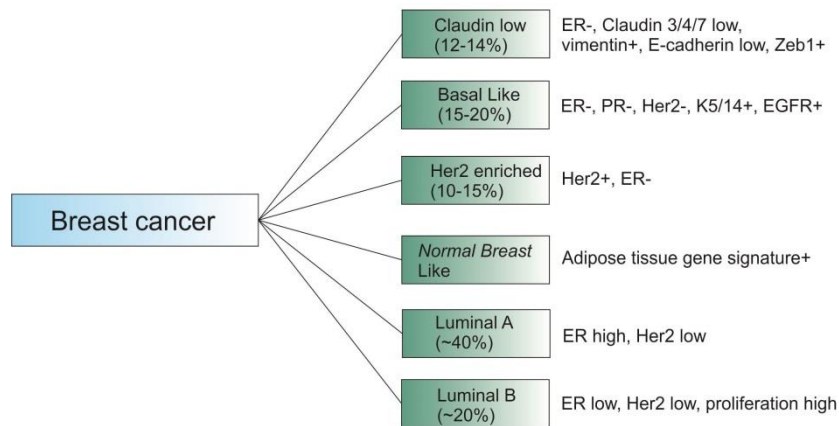 Breast cancer
Claudin low
(12-14%)
ER-, Claudin 3/4/7 low,
vimentin+, E-cadherin low, Zeb1+
Basal Like
(15-20%)
ER-, PR-, Her2-, K5/14+, EGFR+
Her2 enriched
(10-15%)
Her2+, ER-
Normal Breast
Like
Adipose tissue gene signature+
Luminal A
(~40%)
ER high, Her2 low
Luminal B
(~20%)
ER low, Her2 low, proliferation high